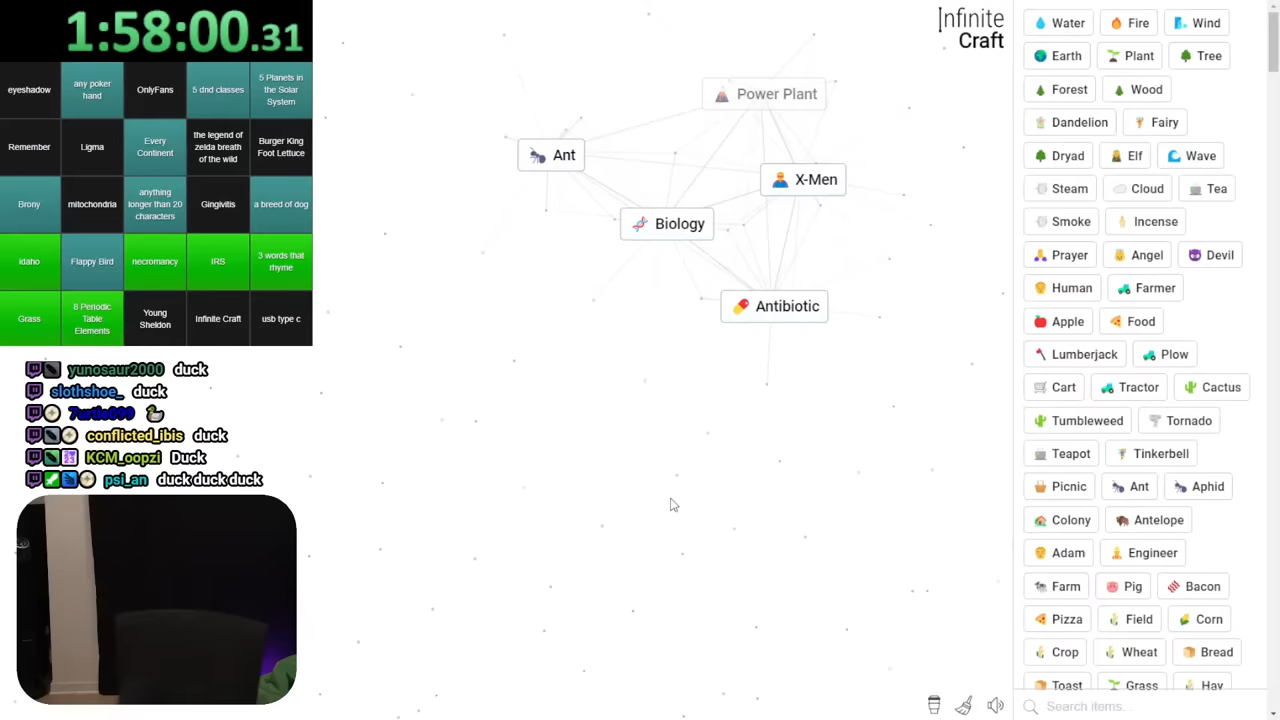 1:58:00.31
eyeshadow
any poker
hand
OnlyFans
5 dnd classes
5 Planets in
the Solar
System
Remember
Ligma
Every
Continent
the legend of
zelda breath
of the wild
Burger King
Foot Lettuce
Brony
mitochondria
anything
longer than 20
characters
Gingivitis
a breed of dog
idaho
Flappy Bird
necromancy
IRS
3 words that
rhyme
Grass
8 Periodic
Table
Elements
Young
Sheldon
Infinite Craft
usb type c
yunosaur2000 duck
slothshoe_ duck
7urtle099
conflicted_ibis duck
KCM_oopzi Duck
psi_an duck duck duck
Power Plant
Ant
X-Men
Biology
Antibiotic
Infinite
Craft
Water Fire Wind
Earth Plant Tree
Forest Wood
Dandelion Fairy
Dryad Elf Wave
Steam Cloud Tea
Smoke Incense
Prayer Angel Devil
Human Farmer
Apple Food
Lumberjack Plow
Cart Tractor Cactus
Tumbleweed Tornado
Teapot Tinkerbell
Picnic Ant Aphid
Colony Antelope
Adam Engineer
Farm Pig Bacon
Pizza Field Corn
Crop Wheat Bread
Toast Grass Hay
Search items...